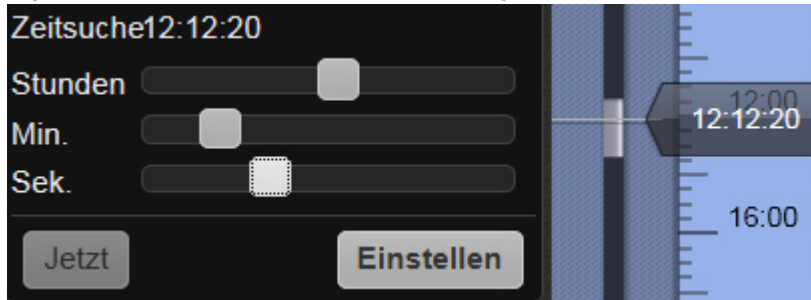 Zeitsuche12:12:20
Stunden
Min.
Sek.
Jetzt
Einstellen
12:00
12:12:20
16:00